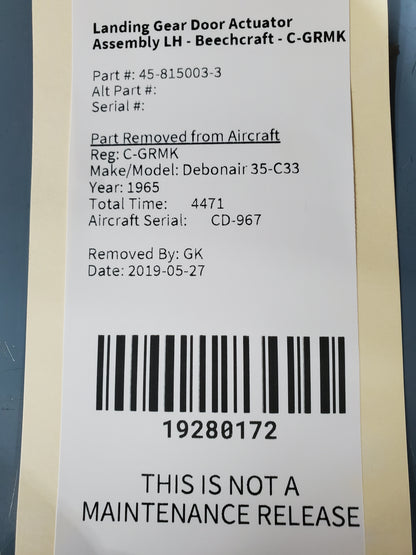 Landing Gear Door Actuator
Assembly LH - Beechcraft - C-GRMK
Part #: 45-815003-3
Alt Part #:
Serial #:
Part Removed from Aircraft
Reg: C-GRMK
Make/Model: Debonair 35-C33
Year: 1965
Total Time: 4471
Aircraft Serial: CD-967
Removed By: GK
Date: 2019-05-27
19280172
THIS IS NOT A
MAINTENANCE RELEASE